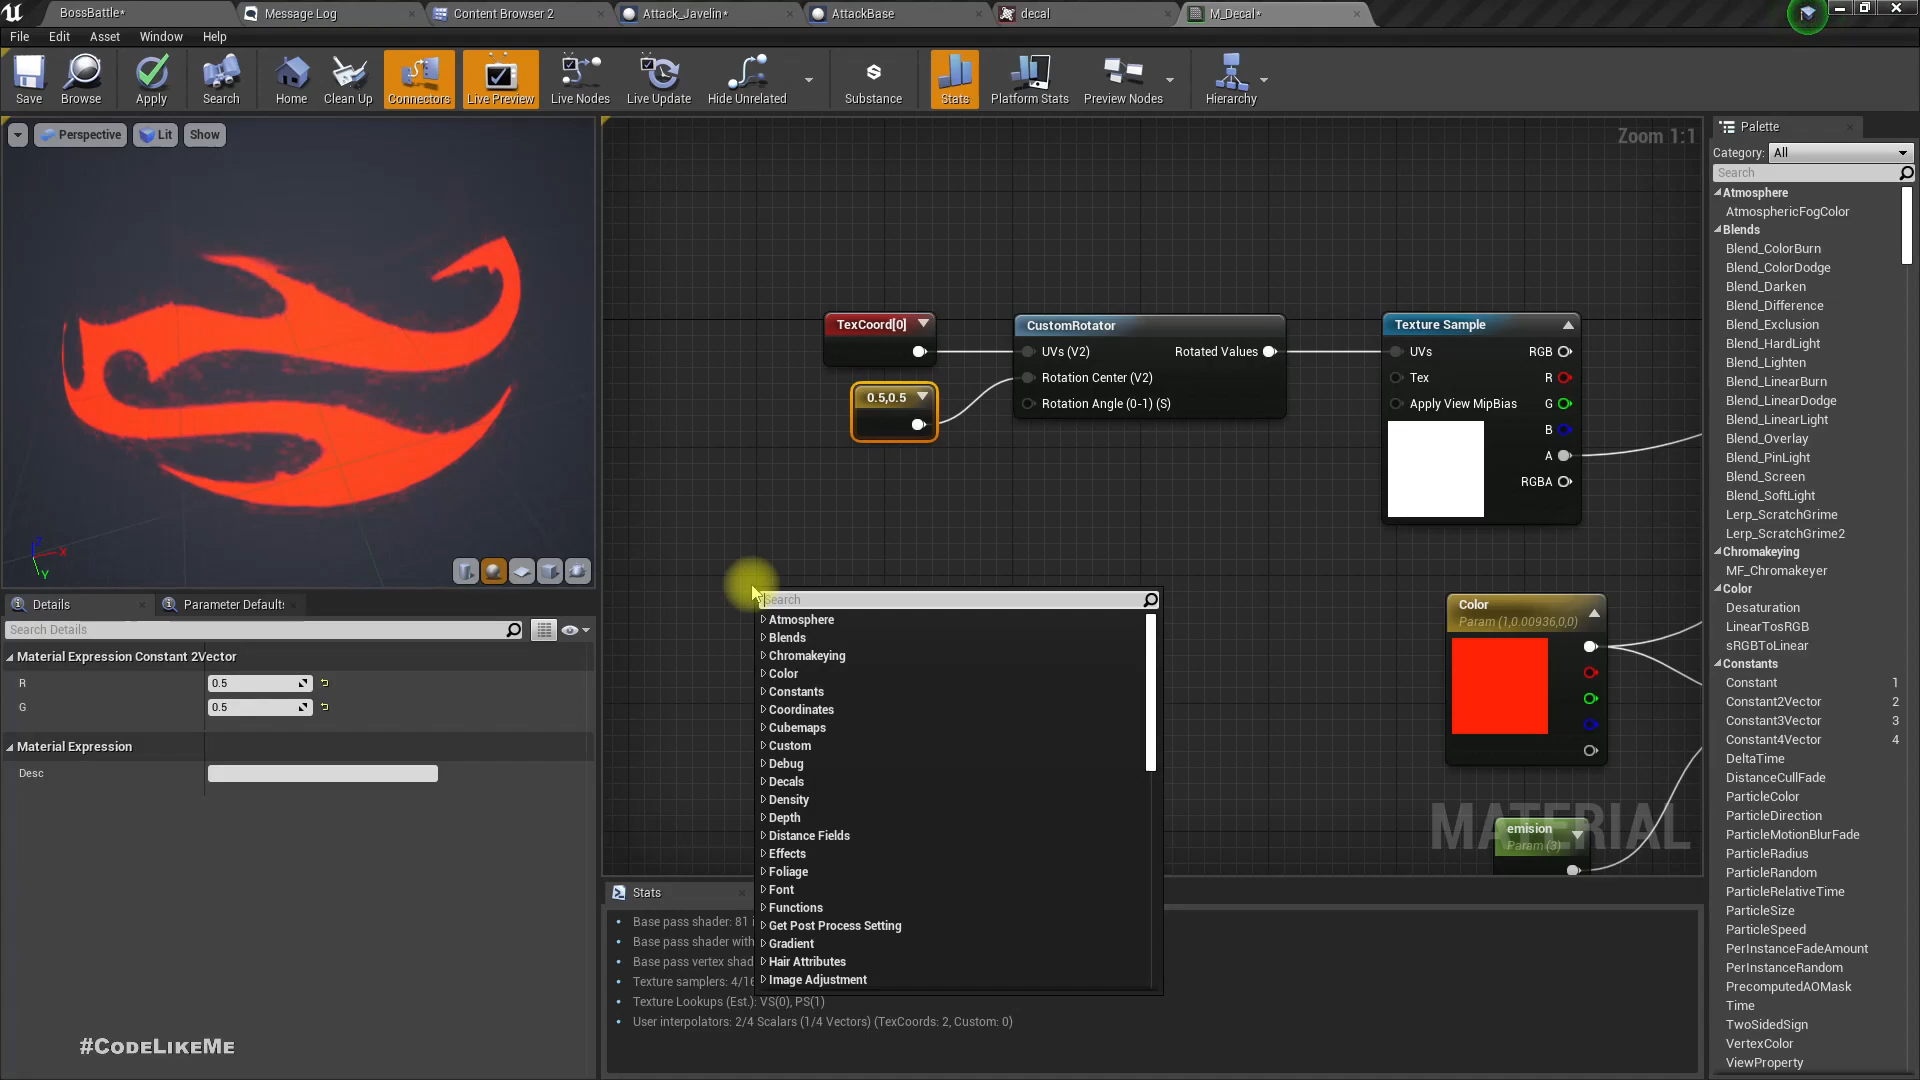 BossBattle*
Message Log
Content Browser 2
Attack_Javelin*
AttackBase
decal
M_Decal*
File
Edit
Asset
Window
Help
Save
Browse
Apply
Search
Home
Clean Up
Connectors
Live Preview
Live Nodes
Live Update
Hide Unrelated
Substance
Stats
Platform Stats
Preview Nodes
Hierarchy
Perspective
Lit
Show
Z
X
Y
Zoom 1:1
TexCoord[0]
0.5,0.5
CustomRotator
UVs (V2)
Rotated Values
Rotation Center (V2)
Rotation Angle (0-1) (S)
Texture Sample
UVs
RGB
Tex
R
Apply View MipBias
G
B
A
RGBA
Color
Param (1,0.00936,0,0)
MATERIAL
emision
Param (3)
Search
Atmosphere
Blends
Chromakeying
Color
Constants
Coordinates
Cubemaps
Custom
Debug
Decals
Density
Depth
Distance Fields
Effects
Foliage
Font
Functions
Get Post Process Setting
Gradient
Hair Attributes
Image Adjustment
Details
Parameter Defaults
Search Details
Material Expression Constant 2Vector
R
0.5
G
0.5
Material Expression
Desc
#CodeLikeMe
Stats
Base pass shader: 81
Base pass shader with
Base pass vertex shad
Texture samplers: 4/16
Texture Lookups (Est.): VS(0), PS(1)
User interpolators: 2/4 Scalars (1/4 Vectors) (TexCoords: 2, Custom: 0)
Palette
Category:
All
Search
Atmosphere
AtmosphericFogColor
Blends
Blend_ColorBurn
Blend_ColorDodge
Blend_Darken
Blend_Difference
Blend_Exclusion
Blend_HardLight
Blend_Lighten
Blend_LinearBurn
Blend_LinearDodge
Blend_LinearLight
Blend_Overlay
Blend_PinLight
Blend_Screen
Blend_SoftLight
Lerp_ScratchGrime
Lerp_ScratchGrime2
Chromakeying
MF_Chromakeyer
Color
Desaturation
LinearTosRGB
sRGBToLinear
Constants
Constant 1
Constant2Vector 2
Constant3Vector 3
Constant4Vector 4
DeltaTime
DistanceCullFade
ParticleColor
ParticleDirection
ParticleMotionBlurFade
ParticleRadius
ParticleRandom
ParticleRelativeTime
ParticleSize
ParticleSpeed
PerInstanceFadeAmount
PerInstanceRandom
PrecomputedAOMask
Time
TwoSidedSign
VertexColor
ViewProperty